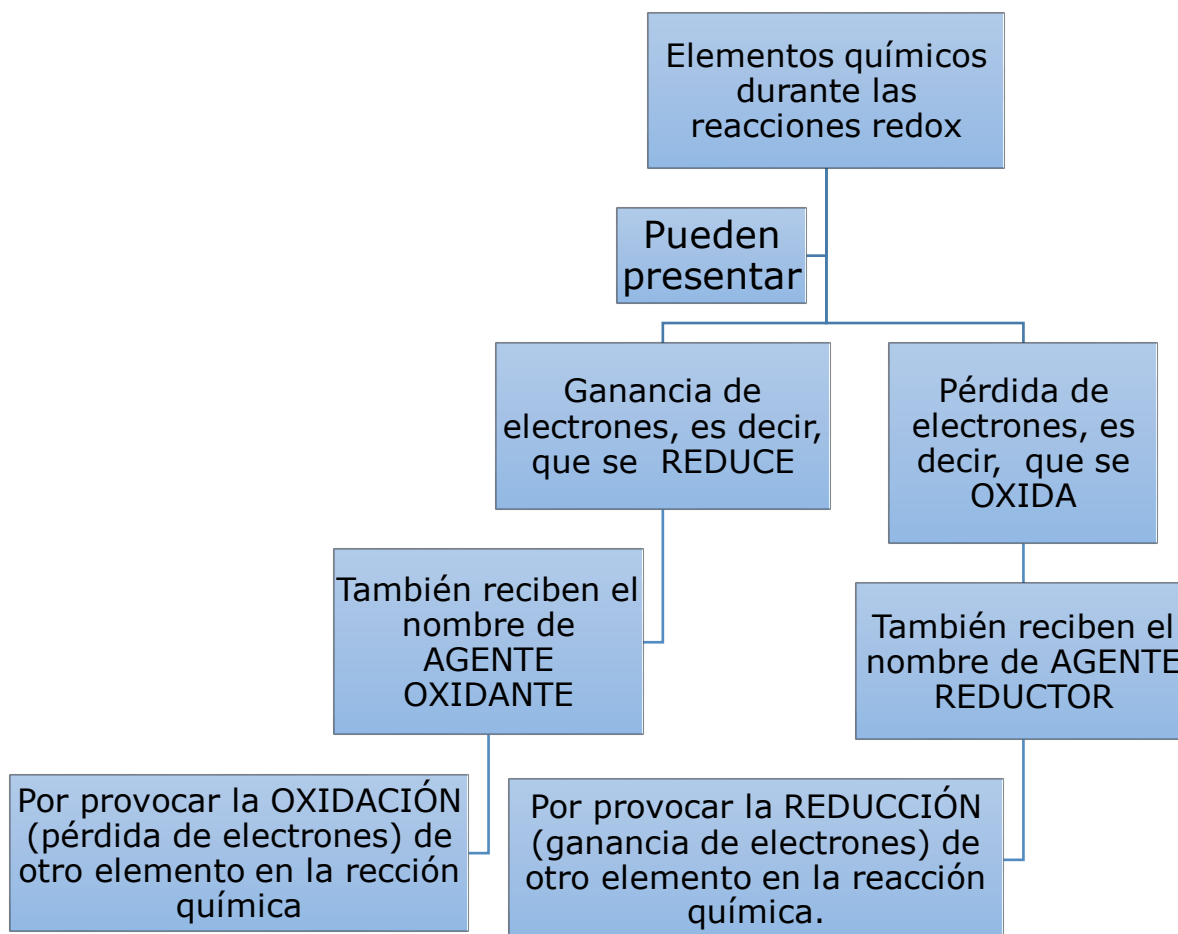 Elementos químicos
durante las
reacciones redox
Pueden
presentar
Ganancia de
electrones, es decir,
que se REDUCE
Pérdida de
electrones, es
decir, que se
OXIDA
También reciben el
nombre de
AGENTE
OXIDANTE
También reciben el
nombre de AGENTE
REDUCTOR
Por provocar la OXIDACIÓN
(pérdida de electrones) de
otro elemento en la rección
química
Por provocar la REDUCCIÓN
(ganancia de electrones) de
otro elemento en la reacción
química.